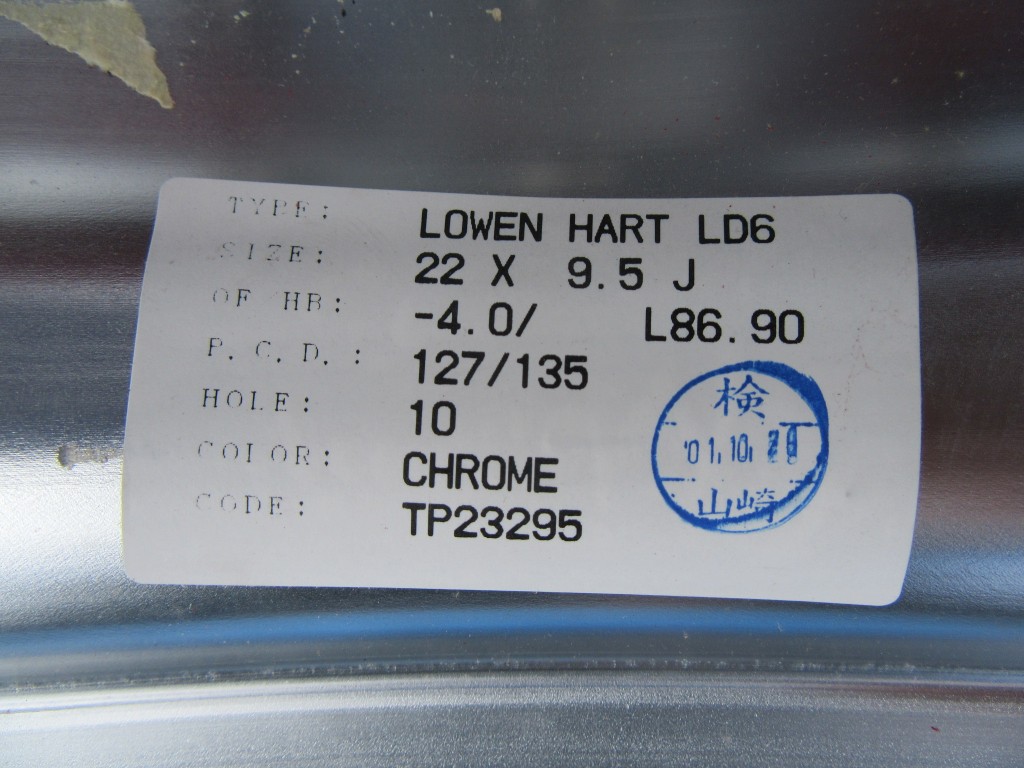 TYPE: LOWEN HART LD6
SIZE: 22 X 9.5 J
OF HB: -4.0/ L86.90
P.C.D.: 127/135
HOLE: 10
COLOR: CHROME
CODE: TP23295
検
'01.10.
山崎